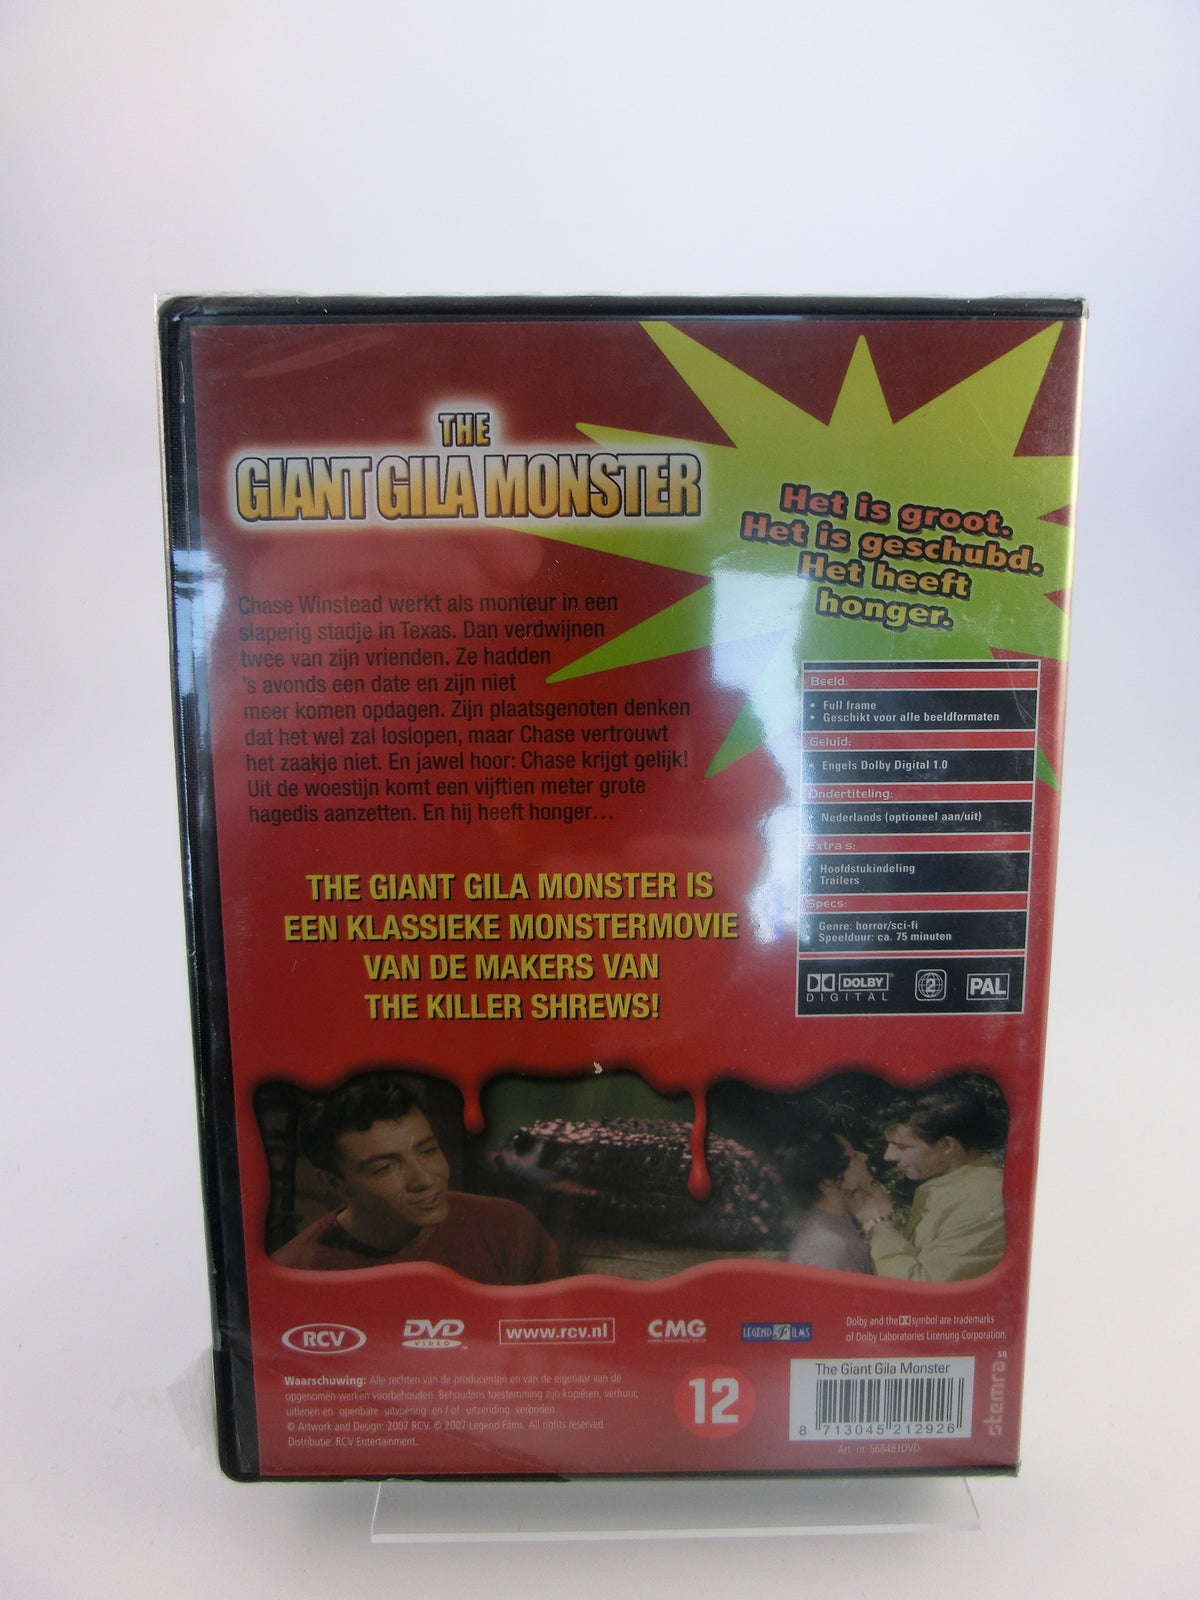 THE
GIANT GILA MONSTER
Het is groot.
Het is geschubd.
Het heeft
honger.
Chase Winstead werkt als monteur in een
slaperig stadje in Texas. Dan verdwijnen
twee van zijn vrienden. Ze hadden
's avonds een date en zijn niet
meer komen opdagen. Zijn plaatsgenoten denken
dat het wel zal loslopen, maar Chase vertrouwt
het zaakje niet. En jawel hoor: Chase krijgt gelijk!
Uit de woestijn komt een vijftien meter grote
hagedis aanzetten. En hij heeft honger...
THE GIANT GILA MONSTER IS
EEN KLASSIEKE MONSTERMOVIE
VAN DE MAKERS VAN
THE KILLER SHREWS!
Beeld:
• Full frame
• Geschikt voor alle beeldformaten
Geluid:
• Engels Dolby Digital 1.0
Ondertiteling:
• Nederlands (optioneel aan/uit)
Extra's:
• Hoofdstukindeling
• Trailers
Specs:
• Genre: horror/sci-fi
• Speelduur: ca. 75 minuten
DOLBY
DIGITAL
2
PAL
RCV
DVD
VIDEO
www.rcv.nl
CMG
LEGEND FILMS
Dolby and the symbol are trademarks
of Dolby Laboratories Licensing Corporation.
Waarschuwing: Alle rechten van de producenten en van de eigenaar van de
opgenomen werken voorbehouden. Behoudens toestemming zijn kopiëren, verhuur,
uitlenen en openbare uitvoering en / of uitzending verboden.
© Artwork and Design: 2007 RCV. © 2007 Legend Films. All rights reserved.
Distributie: RCV Entertainment.
12
The Giant Gila Monster
8 713045 212926
Art. nr. 568481DVD
SB
stemra